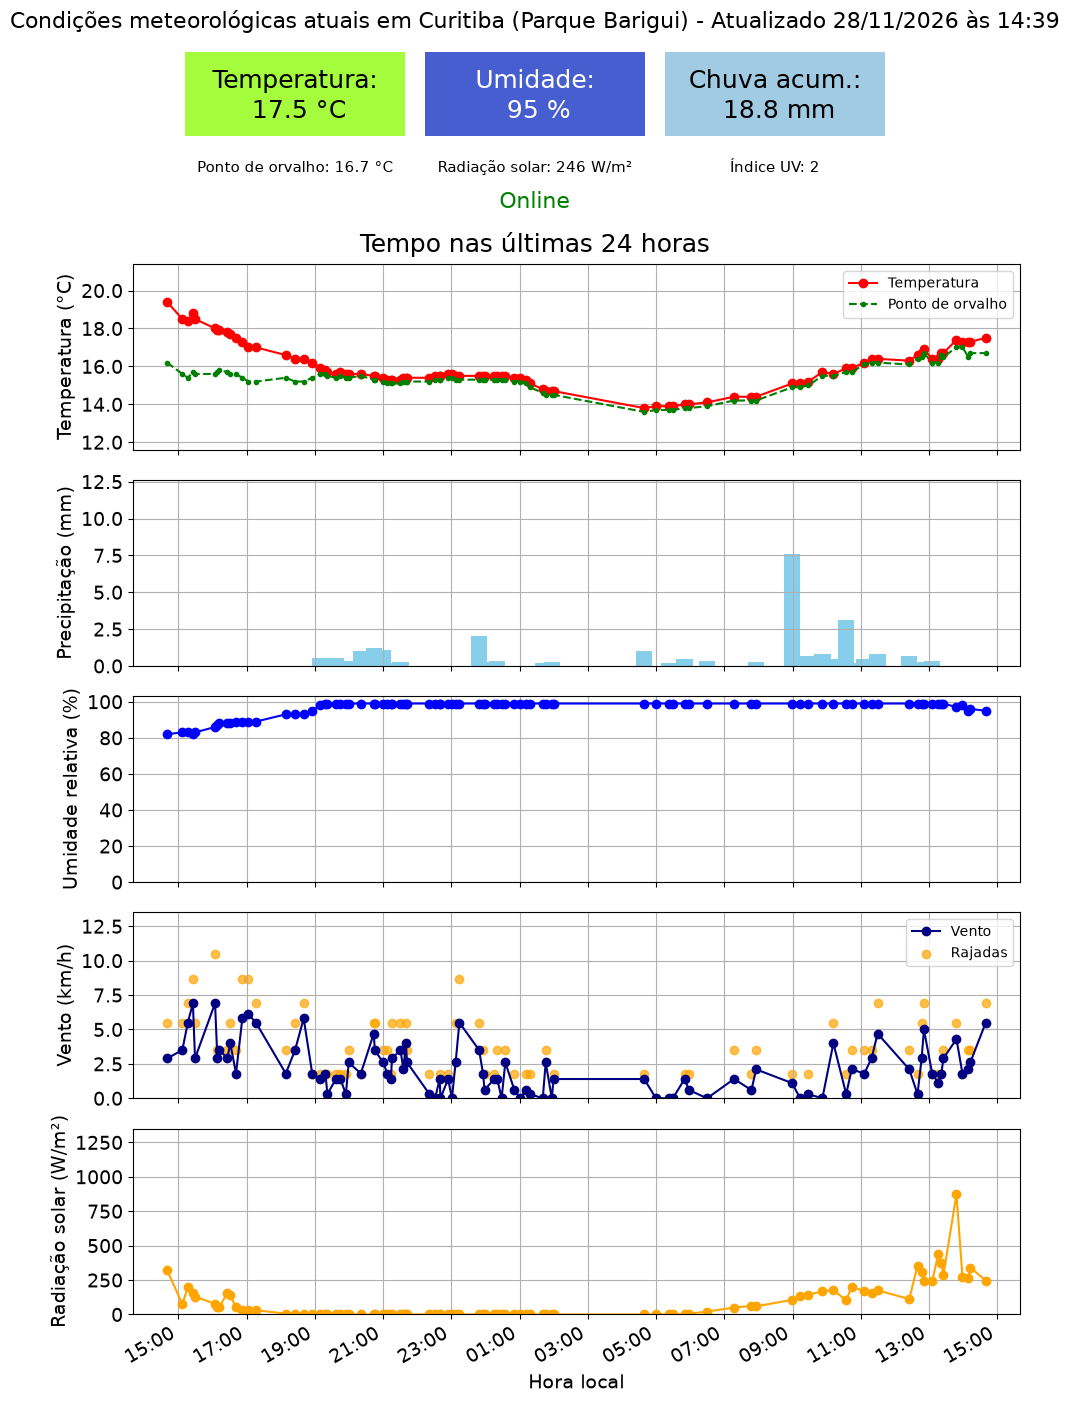 Condições meteorológicas atuais em Curitiba (Parque Barigui) - Atualizado 28/11/2026 às 14:39
Temperatura:
17.5 °C
Umidade:
95 %
Chuva acum.:
18.8 mm
Ponto de orvalho: 16.7 °C
Radiação solar: 246 W/m²
Índice UV: 2
Online
Tempo nas últimas 24 horas
Temperatura (°C)
20.0
18.0
16.0
14.0
12.0
Temperatura
Ponto de orvalho
Precipitação (mm)
12.5
10.0
7.5
5.0
2.5
0.0
Umidade relativa (%)
100
80
60
40
20
0
Vento (km/h)
12.5
10.0
7.5
5.0
2.5
0.0
Vento
Rajadas
Radiação solar (W/m²)
1250
1000
750
500
250
0
15:00
17:00
19:00
21:00
23:00
01:00
03:00
05:00
07:00
09:00
11:00
13:00
15:00
Hora local